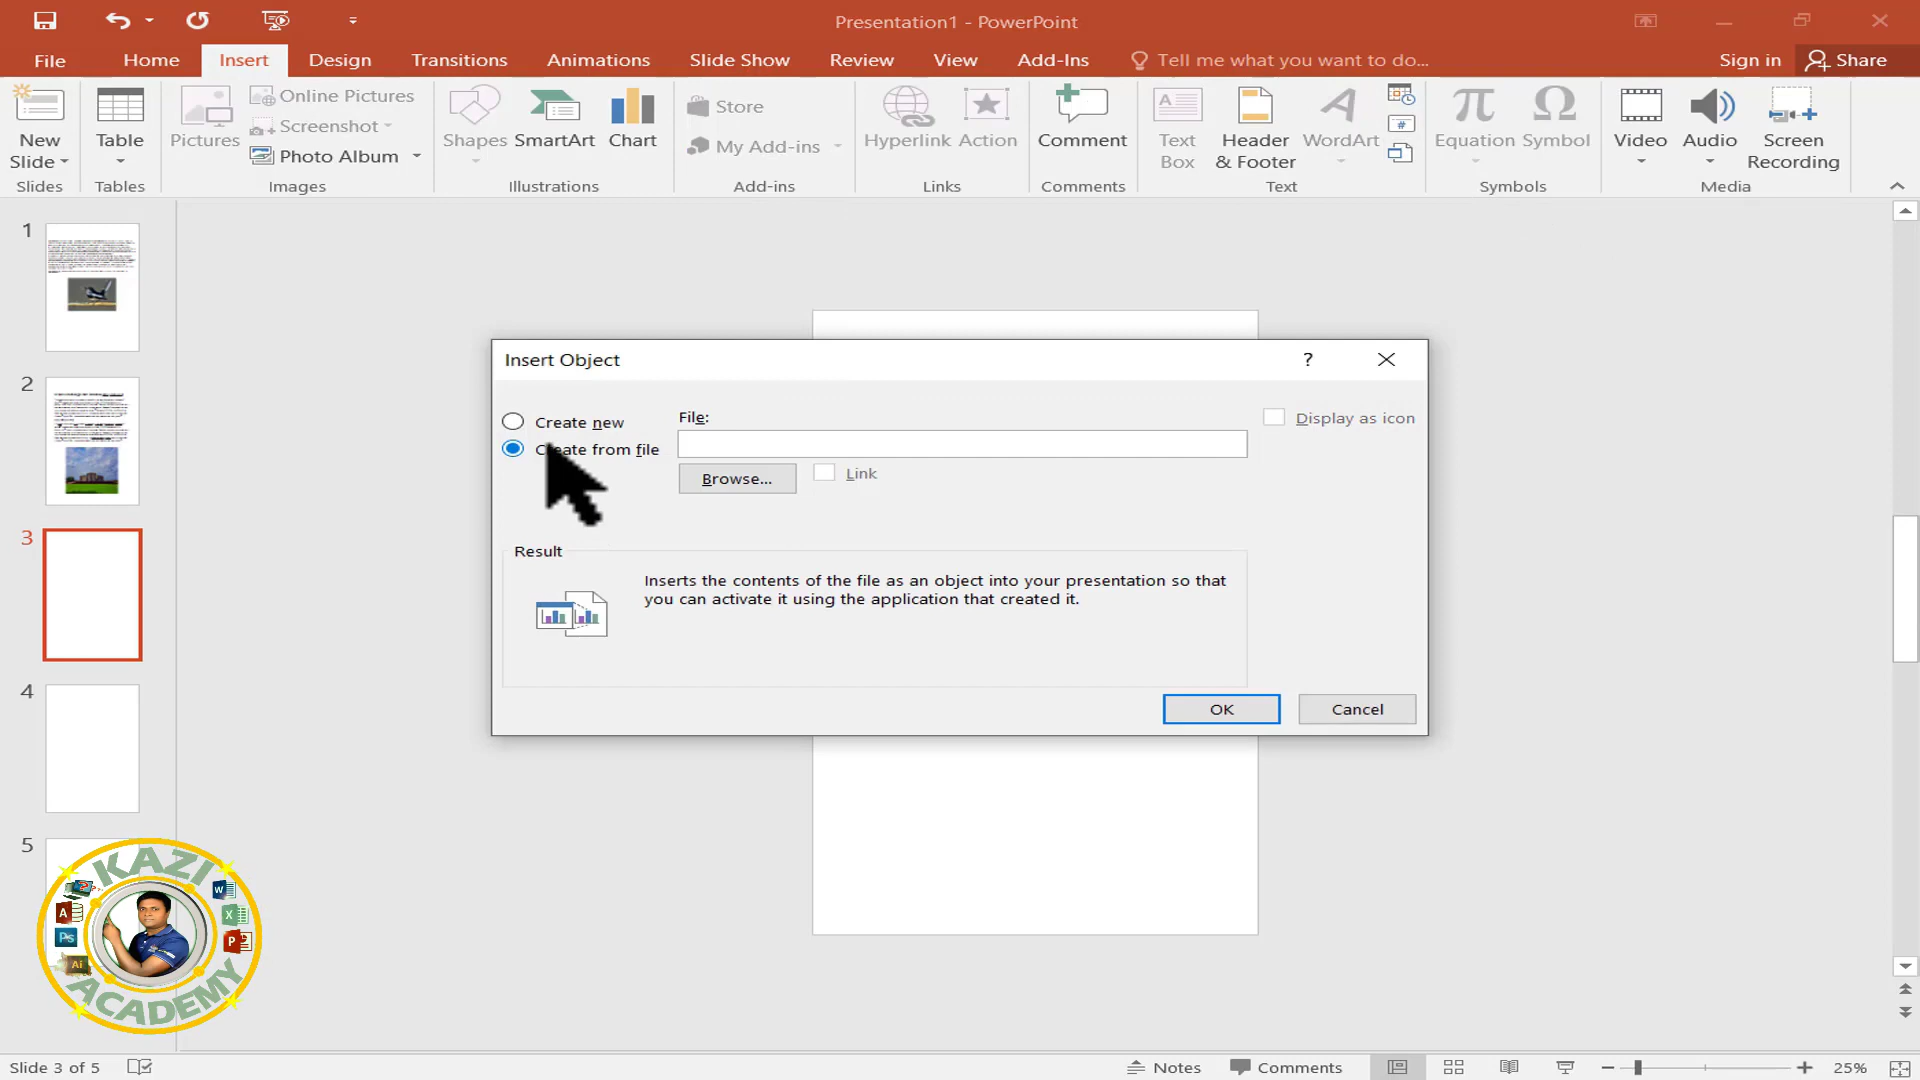 Presentation1 - PowerPoint
File Home Insert Design Transitions Animations Slide Show Review View Add-Ins Tell me what you want to do... Sign in Share
New Slide
Table
Pictures
Online Pictures
Screenshot
Photo Album
Shapes
SmartArt
Chart
Store
My Add-ins
Hyperlink
Action
Comment
Text Box
Header & Footer
WordArt
Equation
Symbol
Video
Audio
Screen Recording
Slides Tables Images Illustrations Add-ins Links Comments Text Symbols Media
1
2
3
4
5
Insert Object
?
Create new
Create from file
File:
Browse...
Link
Display as icon
Result
Inserts the contents of the file as an object into your presentation so that
you can activate it using the application that created it.
OK
Cancel
KAZI
ACADEMY
Slide 3 of 5
Notes
Comments
25%